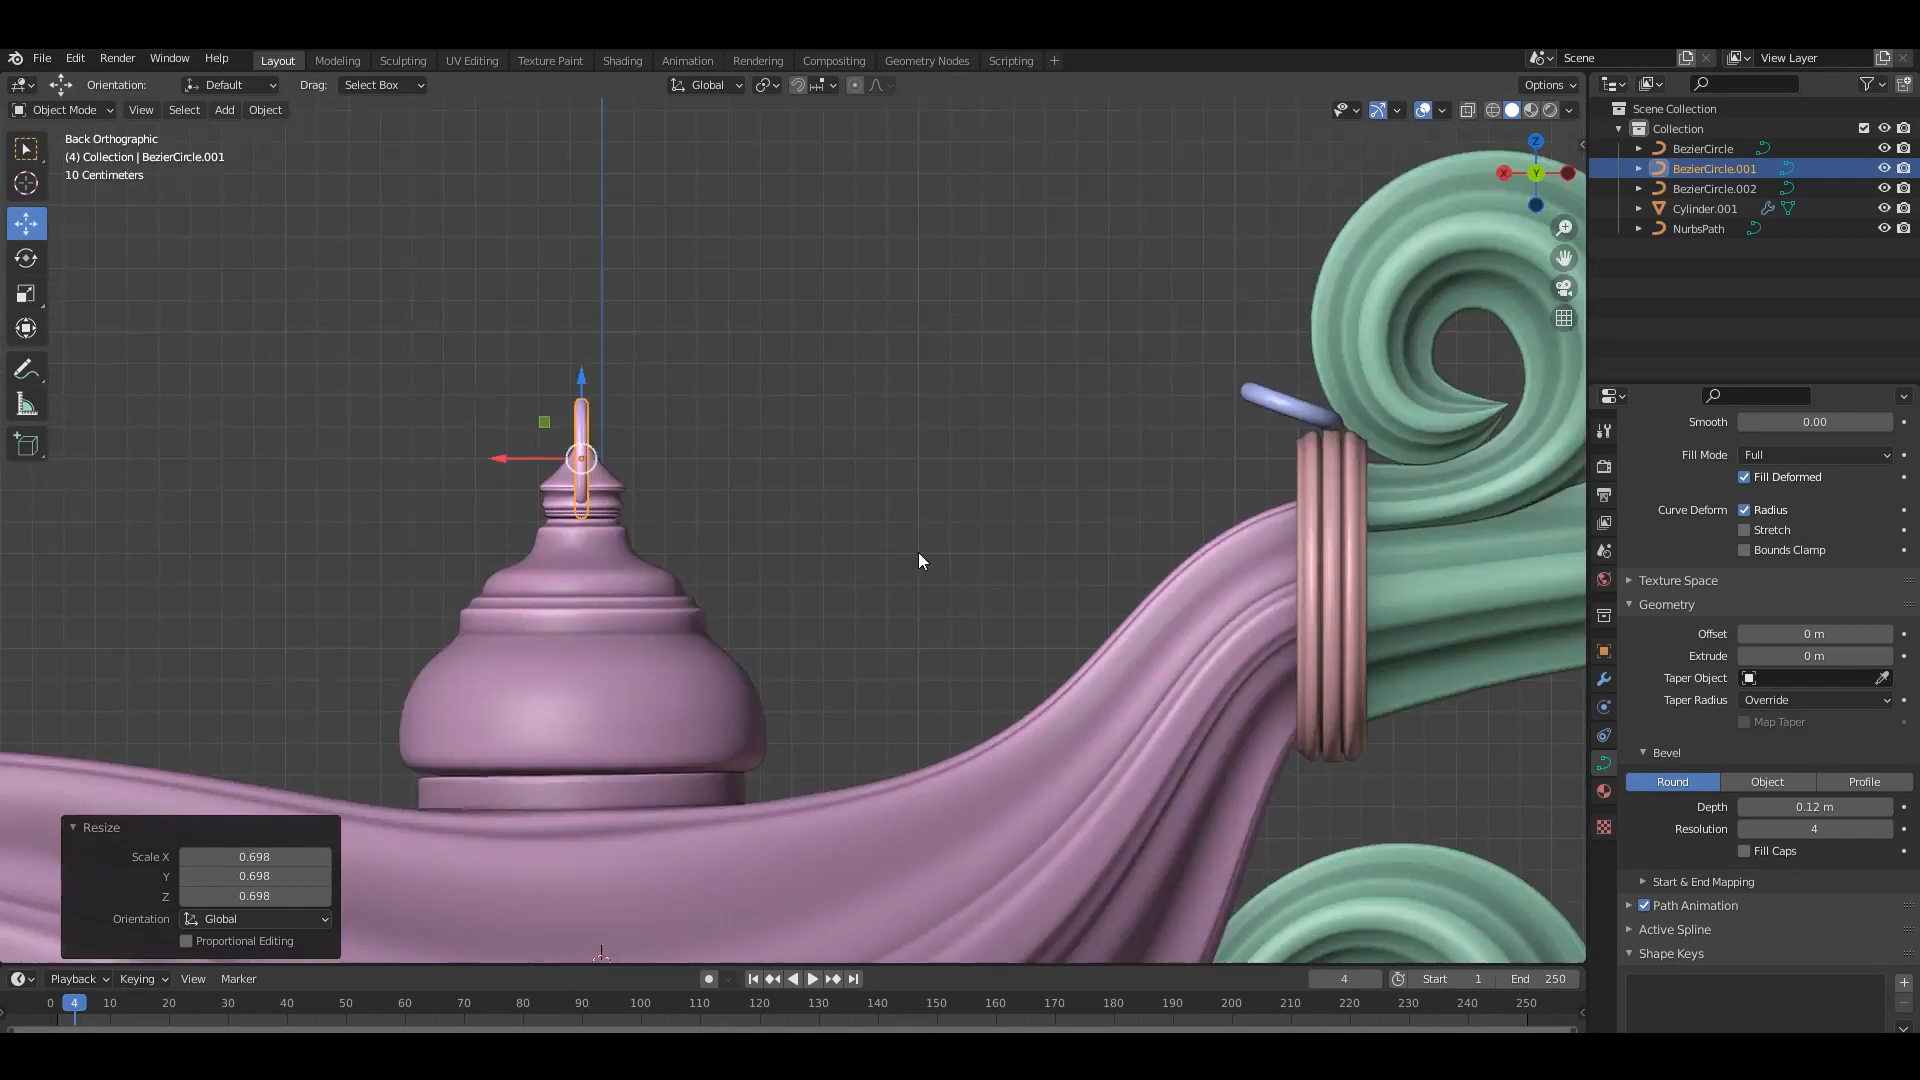 File Edit Render Window Help Layout Modeling Sculpting UV Editing Texture Paint Shading Animation Rendering Compositing Geometry Nodes Scripting + Scene View Layer
Orientation: Default Drag: Select Box Global Options
Object Mode View Select Add Object
Back Orthographic
(4) Collection | BezierCircle.001
10 Centimeters
Z
X
Y
Scene Collection
Collection
BezierCircle
BezierCircle.001
BezierCircle.002
Cylinder.001
NurbsPath
Smooth 0.00
Fill Mode Full
Fill Deformed
Curve Deform Radius
Stretch
Bounds Clamp
Texture Space
Geometry
Offset 0 m
Extrude 0 m
Taper Object
Taper Radius Override
Map Taper
Bevel
Round Object Profile
Depth 0.12 m
Resolution 4
Fill Caps
Start & End Mapping
Path Animation
Active Spline
Shape Keys
Resize
Scale X 0.698
Y 0.698
Z 0.698
Orientation Global
Proportional Editing
Playback Keying View Marker 4 Start 1 End 250
0 4 10 20 30 40 50 60 70 80 90 100 110 120 130 140 150 160 170 180 190 200 210 220 230 240 250